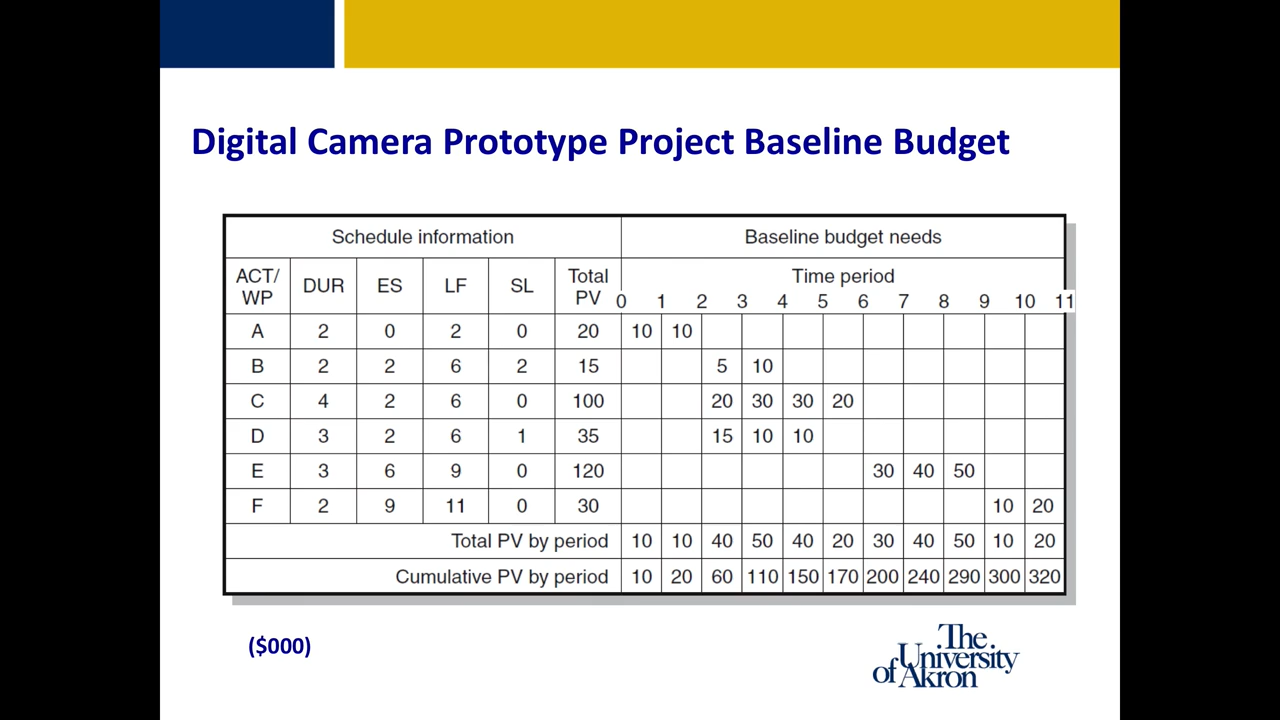 Digital Camera Prototype Project Baseline Budget
Schedule information Baseline budget needs
ACT/ WP DUR ES LF SL Total PV Time period
0 1 2 3 4 5 6 7 8 9 10 11
A 2 0 2 0 20 10 10
B 2 2 6 2 15 5 10
C 4 2 6 0 100 20 30 30 20
D 3 2 6 1 35 15 10 10
E 3 6 9 0 120 30 40 50
F 2 9 11 0 30 10 20
Total PV by period 10 10 40 50 40 20 30 40 50 10 20
Cumulative PV by period 10 20 60 110 150 170 200 240 290 300 320
($000)
The
University
of Akron